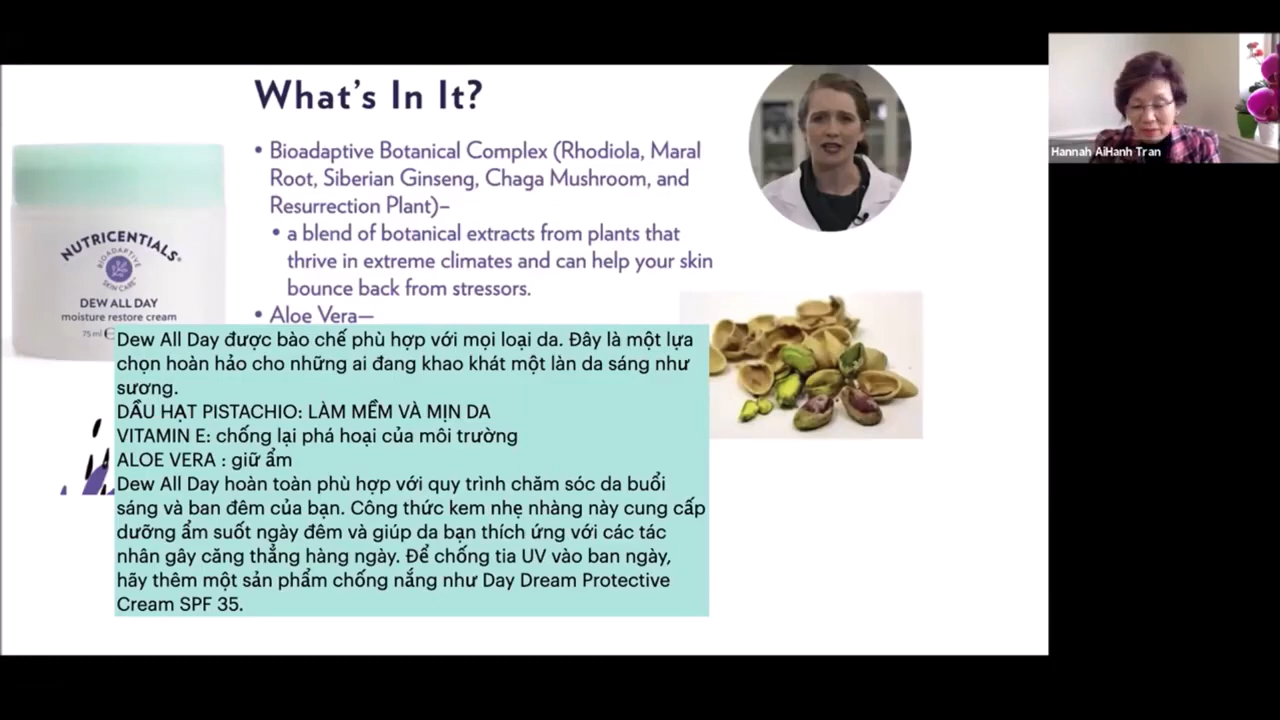 What's In It?
• Bioadaptive Botanical Complex (Rhodiola, Maral
Root, Siberian Ginseng, Chaga Mushroom, and
Resurrection Plant)–
• a blend of botanical extracts from plants that
thrive in extreme climates and can help your skin
bounce back from stressors.
• Aloe Vera—
NUTRICENTIALS®
BIOADAPTIVE
SKIN CARE™
DEW ALL DAY
moisture restore cream
75 ml
Hannah AiHanh Tran
Dew All Day được bào chế phù hợp với mọi loại da. Đây là một lựa
chọn hoàn hảo cho những ai đang khao khát một làn da sáng như
sương.
DẦU HẠT PISTACHIO: LÀM MỀM VÀ MỊN DA
VITAMIN E: chống lại phá hoại của môi trường
ALOE VERA : giữ ẩm
Dew All Day hoàn toàn phù hợp với quy trình chăm sóc da buổi
sáng và ban đêm của bạn. Công thức kem nhẹ nhàng này cung cấp
dưỡng ẩm suốt ngày đêm và giúp da bạn thích ứng với các tác
nhân gây căng thẳng hàng ngày. Để chống tia UV vào ban ngày,
hãy thêm một sản phẩm chống nắng như Day Dream Protective
Cream SPF 35.